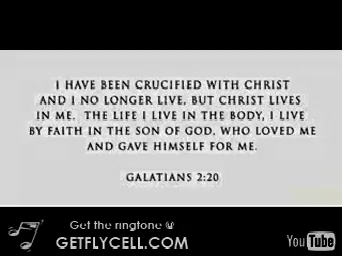 I HAVE BEEN CRUCIFIED WITH CHRIST
AND I NO LONGER LIVE, BUT CHRIST LIVES
IN ME. THE LIFE I LIVE IN THE BODY, I LIVE
BY FAITH IN THE SON OF GOD, WHO LOVED ME
AND GAVE HIMSELF FOR ME.
GALATIANS 2:20
Get the ringtone @
GETFLYCELL.COM
YouTube